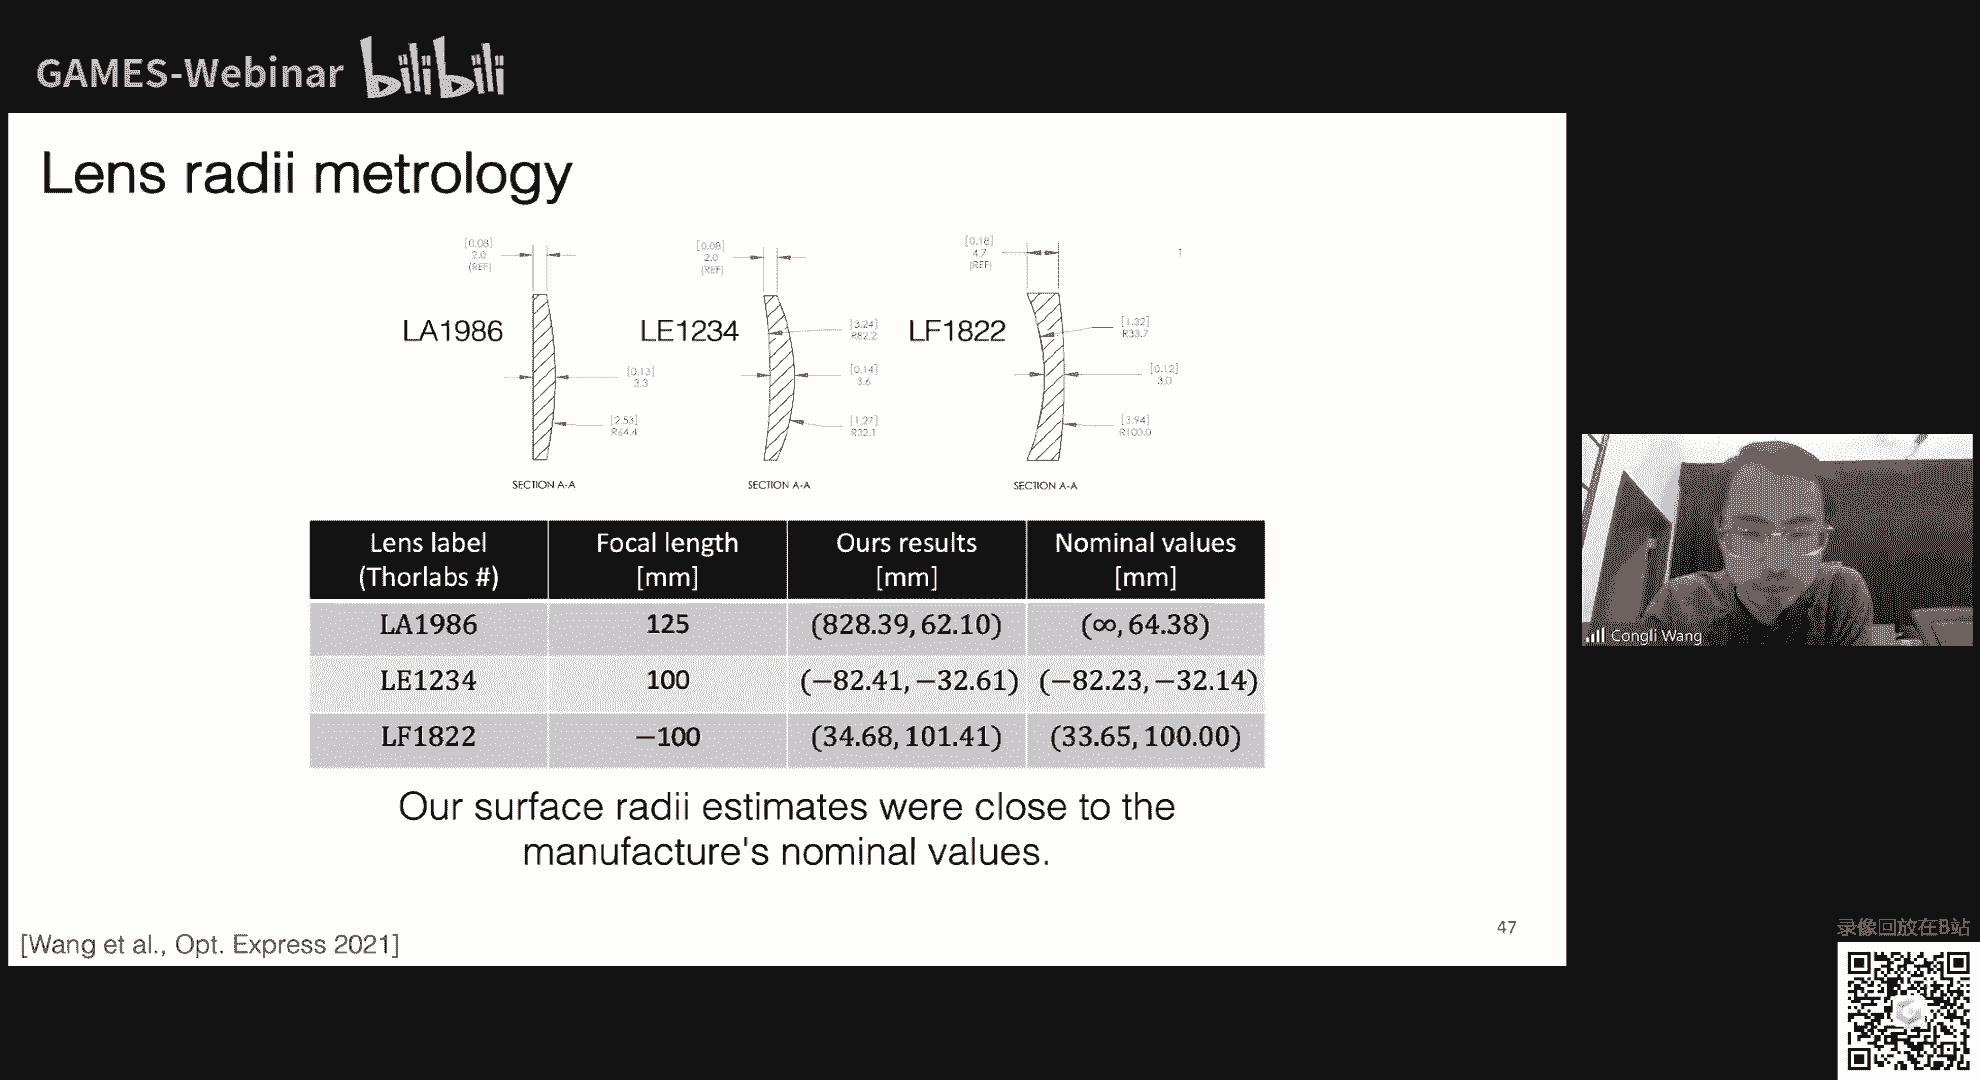 GAMES-Webinar bilibili
Lens radii metrology
[0.08]
2.0
(REF)
LA1986
[0.13]
3.3
[2.53]
R64.4
SECTION A-A
[0.08]
2.0
(REF)
LE1234
[3.24]
R82.2
[0.14]
3.6
[1.27]
R32.1
SECTION A-A
[0.18]
4.7
(REF)
LF1822
[1.32]
R33.7
[0.12]
3.0
[3.94]
R100.0
SECTION A-A
Lens label (Thorlabs #) Focal length [mm] Ours results [mm] Nominal values [mm]
LA1986 125 (828.39, 62.10) (∞, 64.38)
LE1234 100 (−82.41, −32.61) (−82.23, −32.14)
LF1822 −100 (34.68, 101.41) (33.65, 100.00)
Our surface radii estimates were close to the
manufacture's nominal values.
[Wang et al., Opt. Express 2021]
47
Congli Wang
录像回放在B站